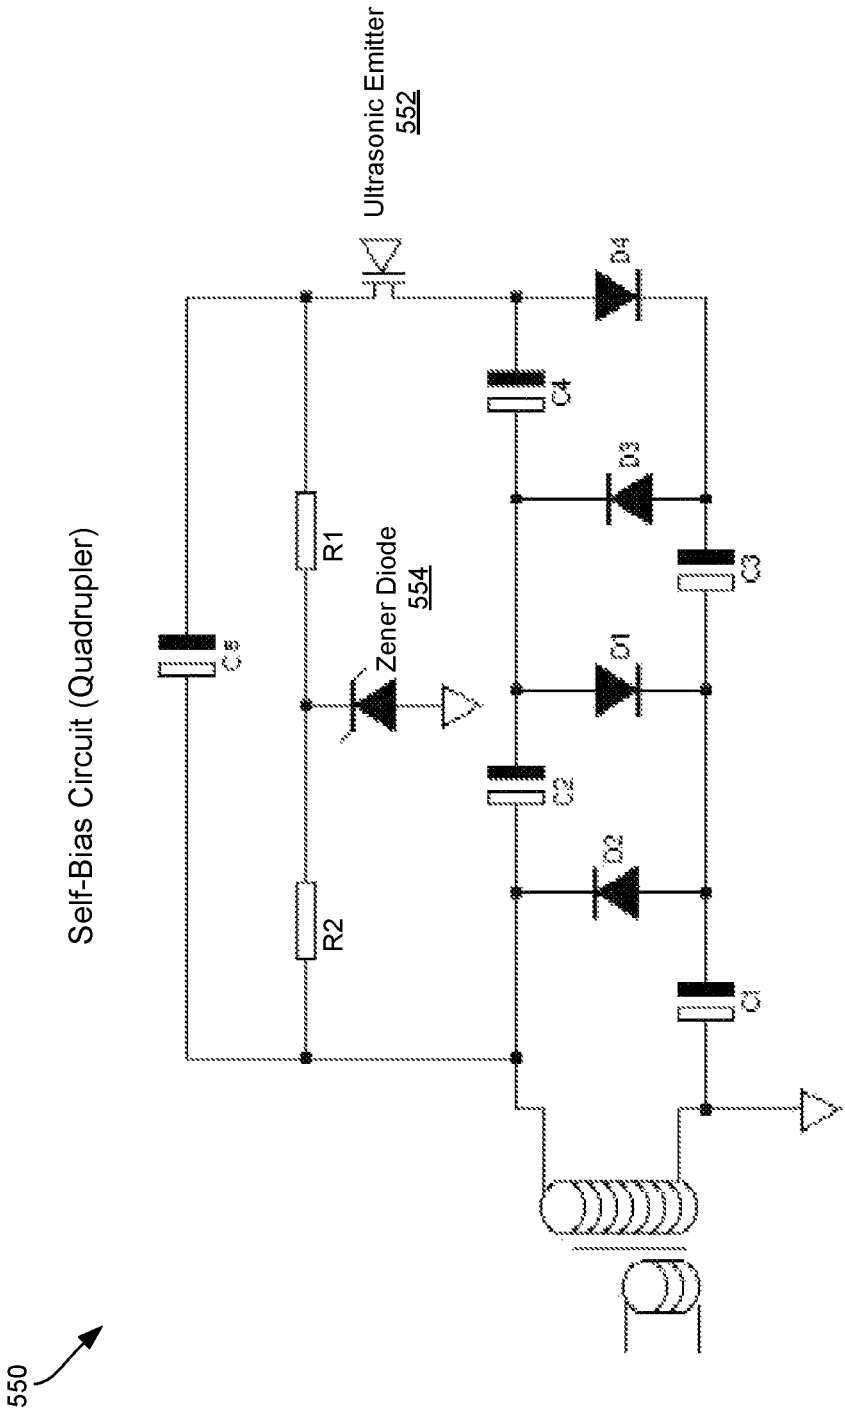 550
Self-Bias Circuit (Quadrupler)
C5
R2
R1
Zener Diode
554
Ultrasonic Emitter
552
C2
C4
D2
D1
D3
D4
C1
C3